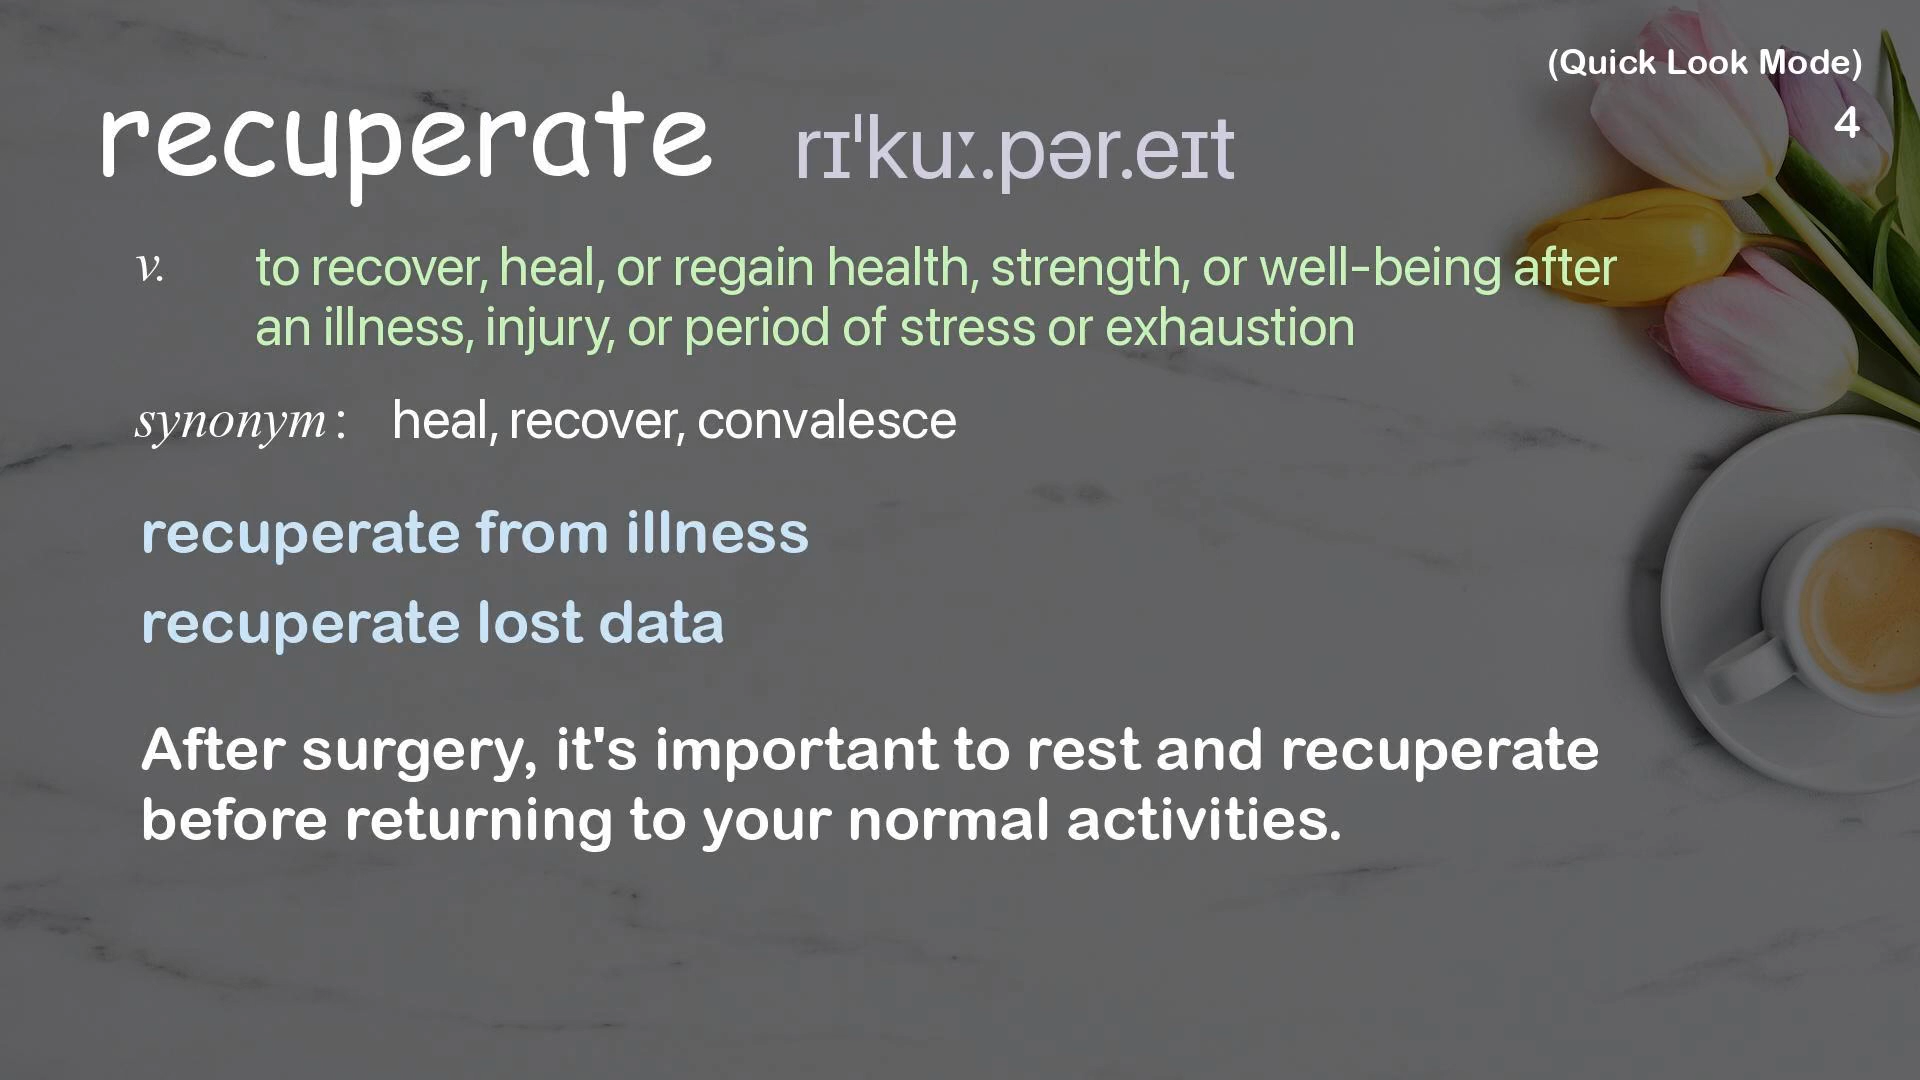 (Quick Look Mode)
4
recuperate rɪˈkuː.pər.eɪt
v. to recover, heal, or regain health, strength, or well-being after
an illness, injury, or period of stress or exhaustion
synonym : heal, recover, convalesce
recuperate from illness
recuperate lost data
After surgery, it's important to rest and recuperate
before returning to your normal activities.